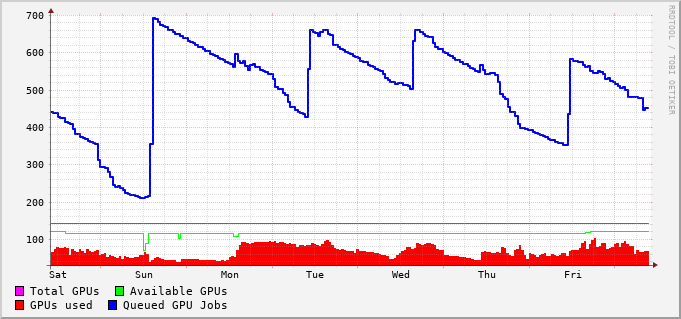 700
600
500
400
300
200
100
Sat Sun Mon Tue Wed Thu Fri
Total GPUs Available GPUs
GPUs used Queued GPU Jobs
RRDTOOL / TOBI OETIKER